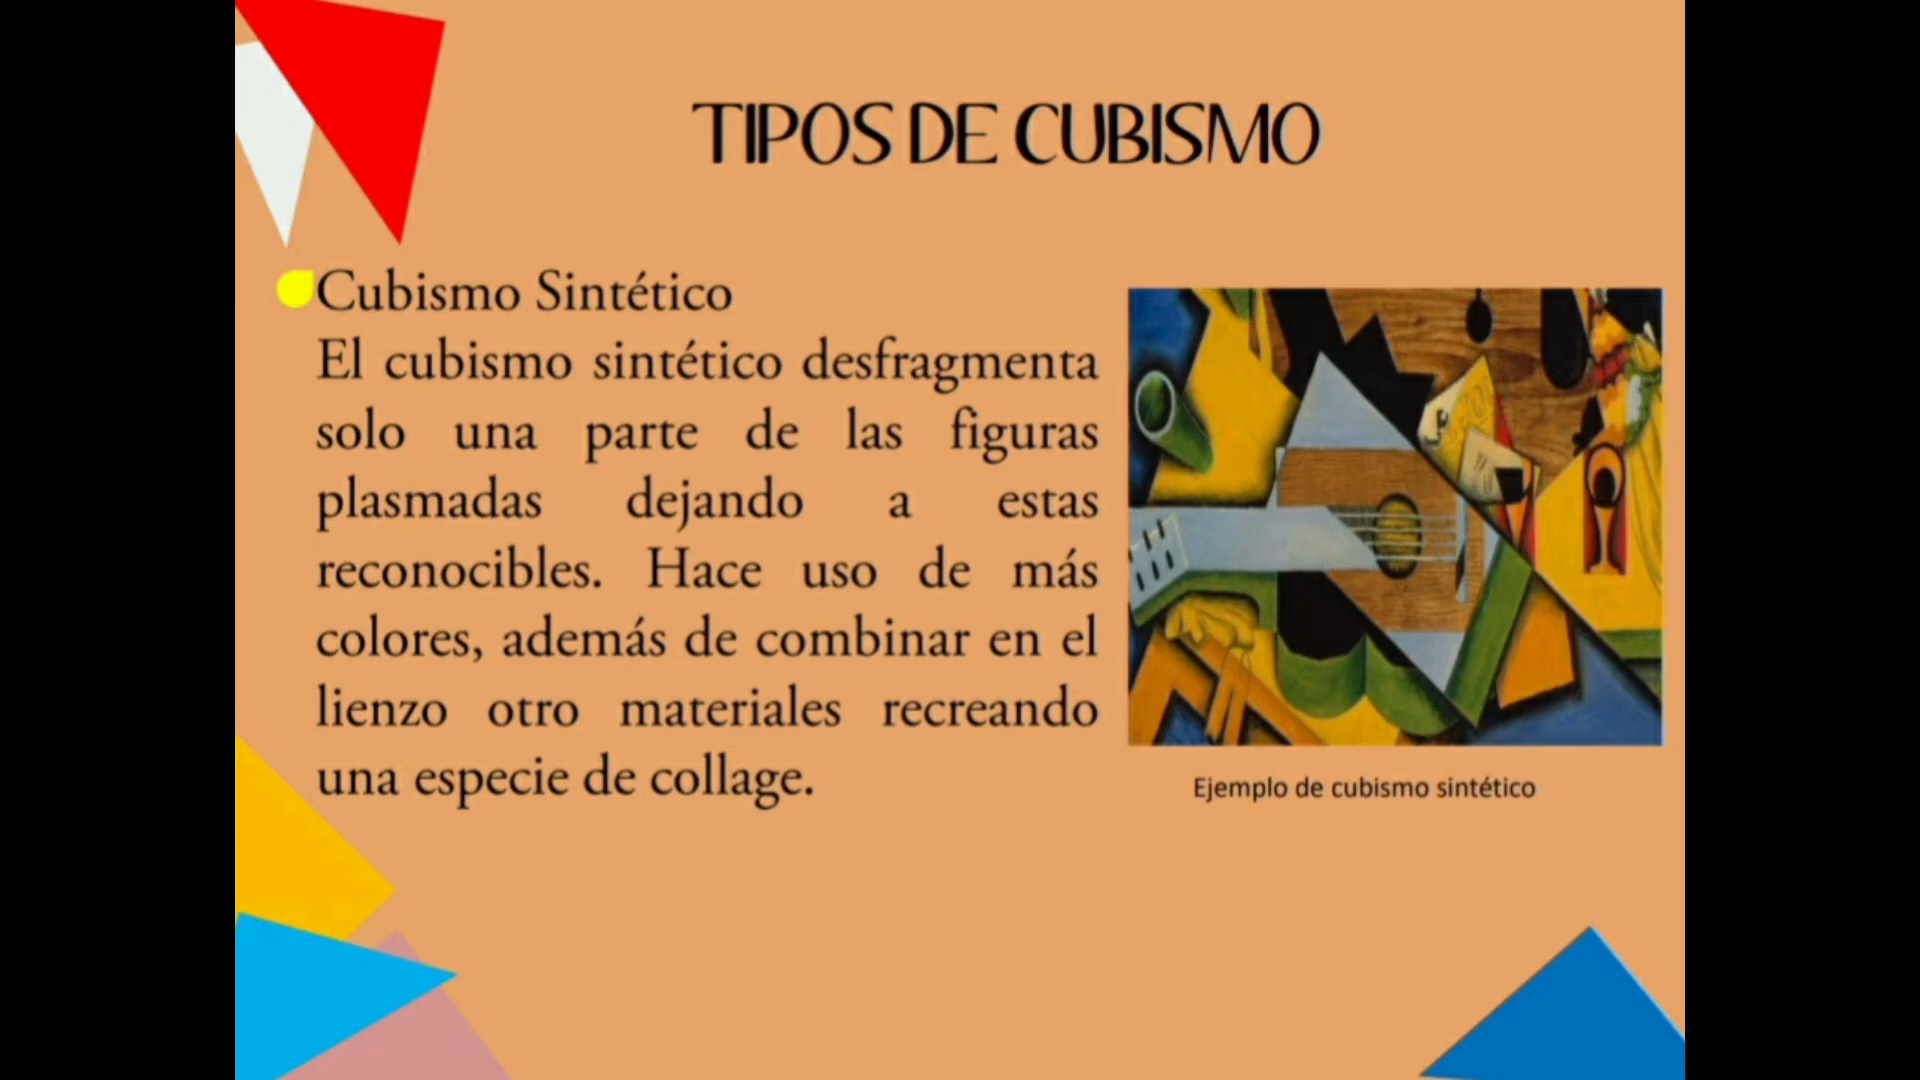 TIPOS DE CUBISMO
Cubismo Sintético
El cubismo sintético desfragmenta
solo una parte de las figuras
plasmadas dejando a estas
reconocibles. Hace uso de más
colores, además de combinar en el
lienzo otro materiales recreando
una especie de collage.
Ejemplo de cubismo sintético